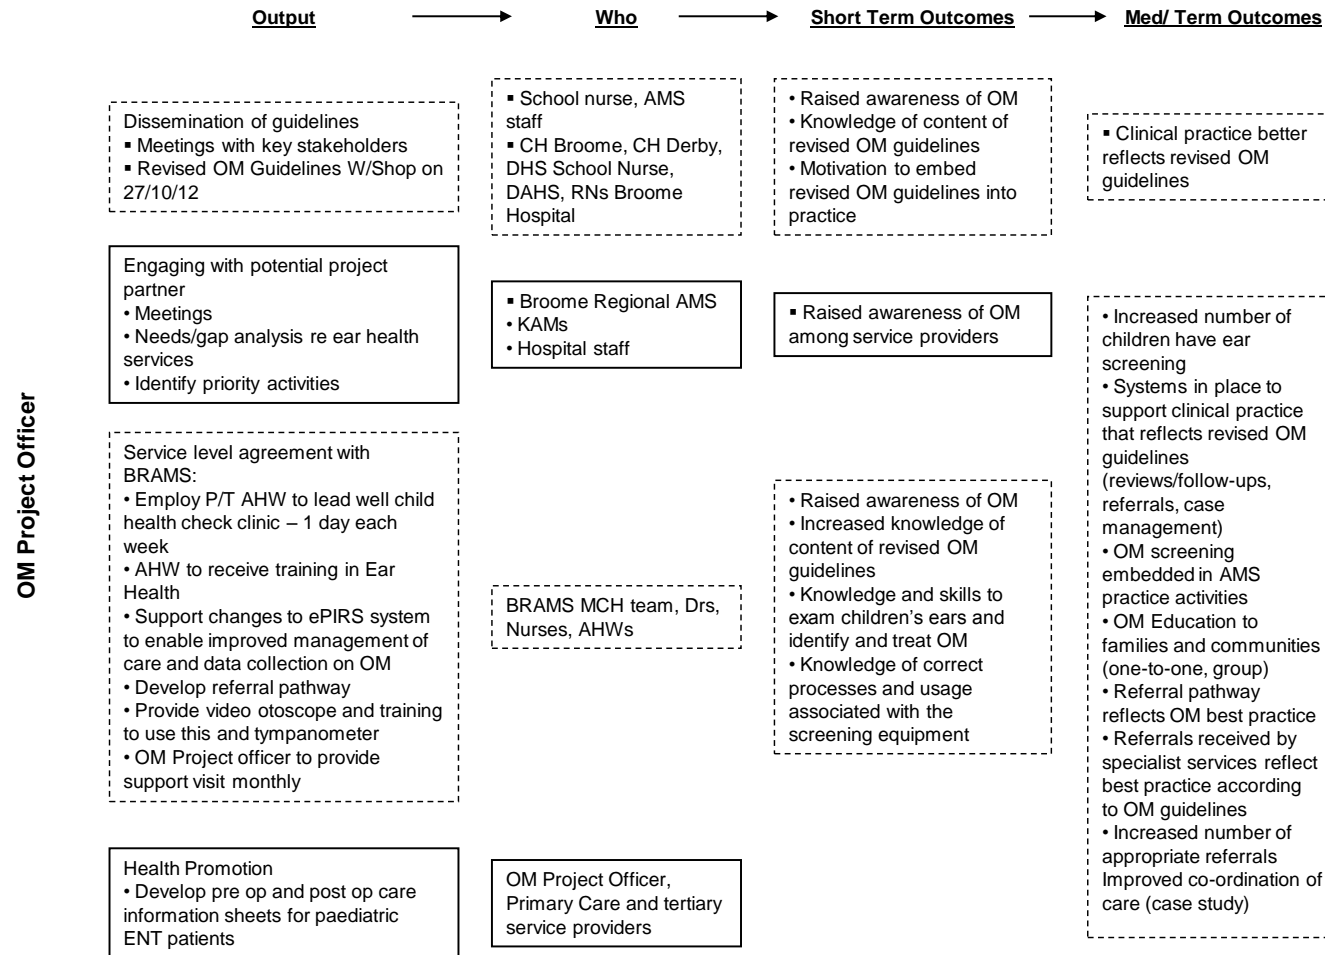 Output
Who
Short Term Outcomes
Med/ Term Outcomes
OM Project Officer
Dissemination of guidelines
▪ Meetings with key stakeholders
▪ Revised OM Guidelines W/Shop on
27/10/12
▪ School nurse, AMS
staff
▪ CH Broome, CH Derby,
DHS School Nurse,
DAHS, RNs Broome
Hospital
• Raised awareness of OM
• Knowledge of content of
revised OM guidelines
• Motivation to embed
revised OM guidelines into
practice
▪ Clinical practice better
reflects revised OM
guidelines
Engaging with potential project
partner
• Meetings
• Needs/gap analysis re ear health
services
• Identify priority activities
▪ Broome Regional AMS
• KAMs
• Hospital staff
▪ Raised awareness of OM
among service providers
• Increased number of
children have ear
screening
• Systems in place to
support clinical practice
that reflects revised OM
guidelines
(reviews/follow-ups,
referrals, case
management)
• OM screening
embedded in AMS
practice activities
• OM Education to
families and communities
(one-to-one, group)
• Referral pathway
reflects OM best practice
• Referrals received by
specialist services reflect
best practice according
to OM guidelines
• Increased number of
appropriate referrals
Improved co-ordination of
care (case study)
Service level agreement with
BRAMS:
• Employ P/T AHW to lead well child
health check clinic – 1 day each
week
• AHW to receive training in Ear
Health
• Support changes to ePIRS system
to enable improved management of
care and data collection on OM
• Develop referral pathway
• Provide video otoscope and training
to use this and tympanometer
• OM Project officer to provide
support visit monthly
BRAMS MCH team, Drs,
Nurses, AHWs
• Raised awareness of OM
• Increased knowledge of
content of revised OM
guidelines
• Knowledge and skills to
exam children's ears and
identify and treat OM
• Knowledge of correct
processes and usage
associated with the
screening equipment
Health Promotion
• Develop pre op and post op care
information sheets for paediatric
ENT patients
OM Project Officer,
Primary Care and tertiary
service providers